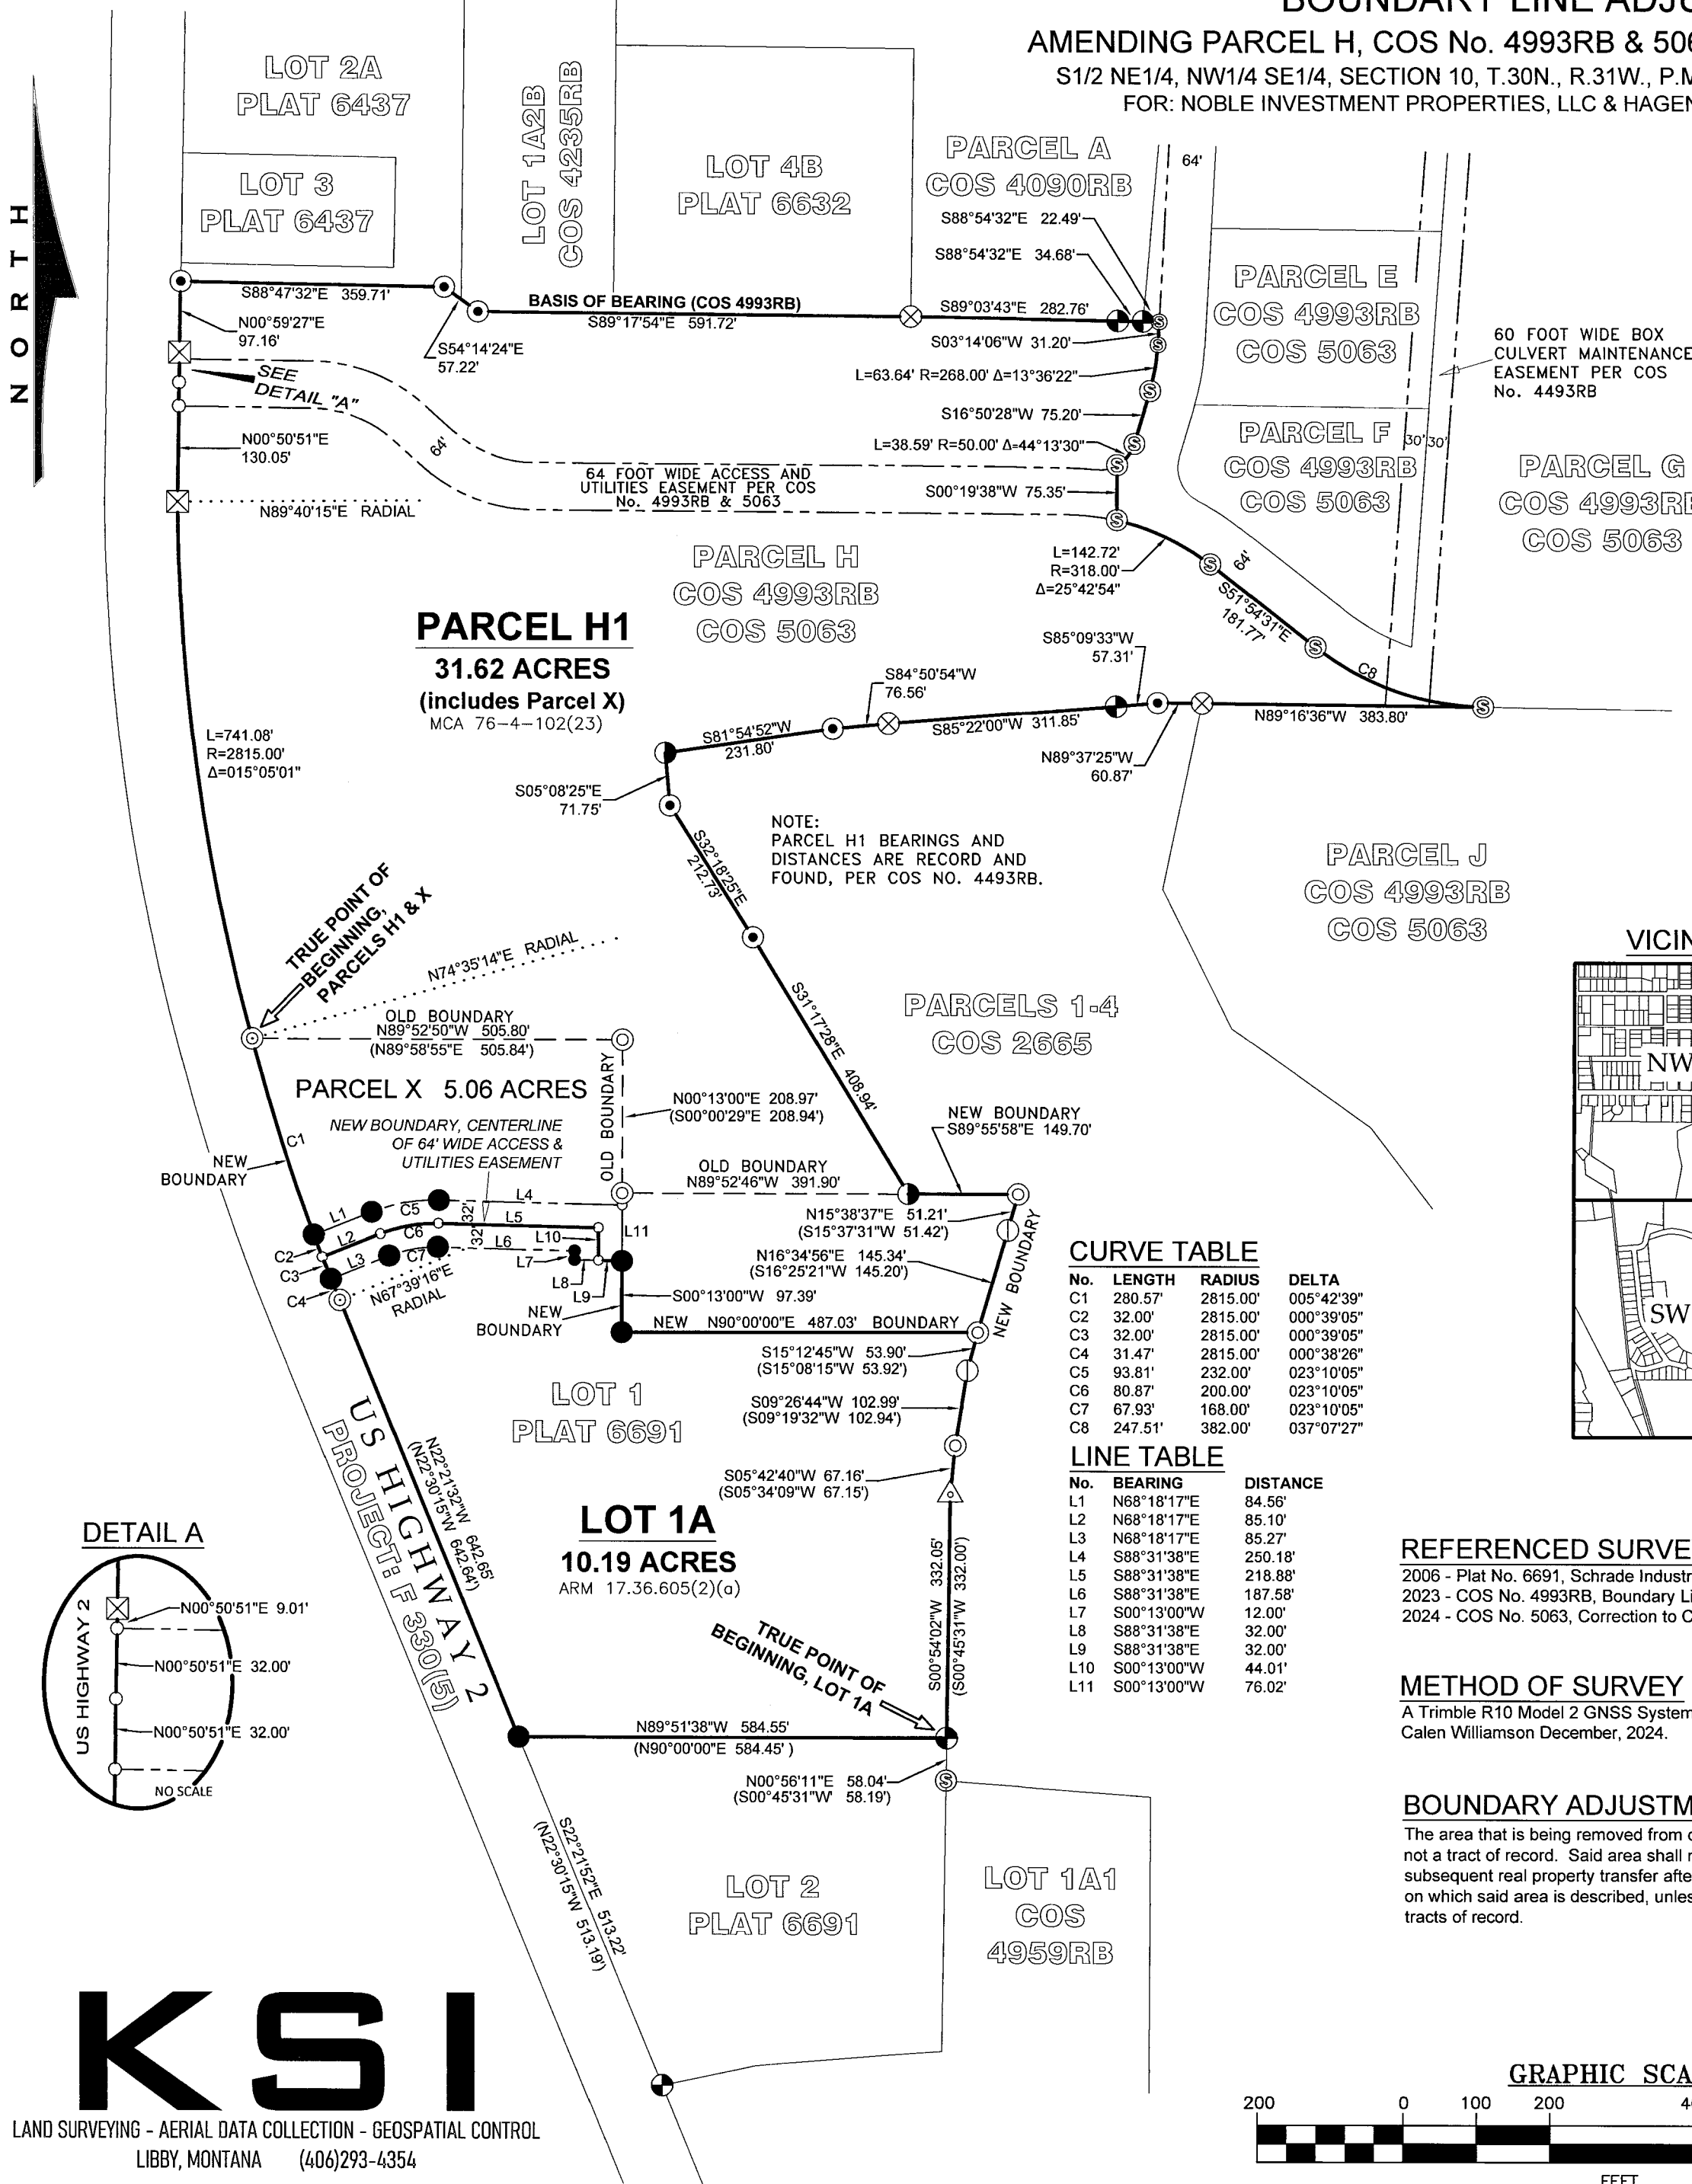 BOUNDARY LINE ADJU
AMENDING PARCEL H, COS No. 4993RB & 506
S1/2 NE1/4, NW1/4 SE1/4, SECTION 10, T.30N., R.31W., P.M
FOR: NOBLE INVESTMENT PROPERTIES, LLC & HAGEN
NORTH
LOT 2A
PLAT 6437
LOT 3
PLAT 6437
LOT 1A2B
COS 4235RB
LOT 4B
PLAT 6632
PARCEL A
COS 4090RB
64'
S88°54'32"E 22.49'
S88°54'32"E 34.68'
PARCEL E
COS 4993RB
COS 5063
60 FOOT WIDE BOX
CULVERT MAINTENANCE
EASEMENT PER COS
No. 4493RB
S88°47'32"E 359.71'
BASIS OF BEARING (COS 4993RB)
S89°17'54"E 591.72'
S89°03'43"E 282.76'
N00°59'27"E
97.16'
S54°14'24"E
57.22'
S03°14'06"W 31.20'
L=63.64' R=268.00' Δ=13°36'22"
SEE
DETAIL "A"
S16°50'28"W 75.20'
PARCEL F
COS 4993RB
COS 5063
30' 30'
PARCEL G
COS 4993RB
COS 5063
N00°50'51"E
130.05'
64'
L=38.59' R=50.00' Δ=44°13'30"
64 FOOT WIDE ACCESS AND
UTILITIES EASEMENT PER COS
No. 4993RB & 5063
S00°19'38"W 75.35'
N89°40'15"E RADIAL
PARCEL H
COS 4993RB
COS 5063
L=142.72'
R=318.00'
Δ=25°42'54"
64'
S51°54'31"E
181.77'
PARCEL H1
31.62 ACRES
(includes Parcel X)
MCA 76-4-102(23)
S85°09'33"W
57.31'
C8
S84°50'54"W
76.56'
S81°54'52"W
231.80'
S85°22'00"W 311.85'
N89°16'36"W 383.80'
N89°37'25"W
60.87'
L=741.08'
R=2815.00'
Δ=015°05'01"
S05°08'25"E
71.75'
S32°18'25"E
212.73'
NOTE:
PARCEL H1 BEARINGS AND
DISTANCES ARE RECORD AND
FOUND, PER COS NO. 4493RB.
PARCEL J
COS 4993RB
COS 5063
TRUE POINT OF
BEGINNING,
PARCELS H1 & X
N74°35'14"E RADIAL
VICIN
NW
SW
OLD BOUNDARY
N89°52'50"W 505.80'
(N89°58'55"E 505.84')
S31°17'28"E 408.94'
PARCELS 1-4
COS 2665
PARCEL X 5.06 ACRES
OLD BOUNDARY
N00°13'00"E 208.97'
(S00°00'29"E 208.94')
NEW BOUNDARY, CENTERLINE
OF 64' WIDE ACCESS &
UTILITIES EASEMENT
NEW BOUNDARY
S89°55'58"E 149.70'
C1
NEW
BOUNDARY
OLD BOUNDARY
N89°52'46"W 391.90'
L1
C5
L4
L2
C6
32'
32'
L5
L10
L11
C2
L3
C7
L6
L7
C3
L8
L9
C4
N67°39'16"E
RADIAL
N15°38'37"E 51.21'
(S15°37'31"W 51.42')
N16°34'56"E 145.34'
(S16°25'21"W 145.20')
NEW BOUNDARY
NEW
BOUNDARY
S00°13'00"W 97.39'
NEW N90°00'00"E 487.03' BOUNDARY
S15°12'45"W 53.90'
(S15°08'15"W 53.92')
S09°26'44"W 102.99'
(S09°19'32"W 102.94')
S05°42'40"W 67.16'
(S05°34'09"W 67.15')
LOT 1
PLAT 6691
CURVE TABLE
No. LENGTH RADIUS DELTA
C1 280.57' 2815.00' 005°42'39"
C2 32.00' 2815.00' 000°39'05"
C3 32.00' 2815.00' 000°39'05"
C4 31.47' 2815.00' 000°38'26"
C5 93.81' 232.00' 023°10'05"
C6 80.87' 200.00' 023°10'05"
C7 67.93' 168.00' 023°10'05"
C8 247.51' 382.00' 037°07'27"
LINE TABLE
No. BEARING DISTANCE
L1 N68°18'17"E 84.56'
L2 N68°18'17"E 85.10'
L3 N68°18'17"E 85.27'
L4 S88°31'38"E 250.18'
L5 S88°31'38"E 218.88'
L6 S88°31'38"E 187.58'
L7 S00°13'00"W 12.00'
L8 S88°31'38"E 32.00'
L9 S88°31'38"E 32.00'
L10 S00°13'00"W 44.01'
L11 S00°13'00"W 76.02'
US HIGHWAY 2
PROJECT: F 330(5)
N22°21'32"W 642.65'
(N22°30'15"W 642.64')
LOT 1A
10.19 ACRES
ARM 17.36.605(2)(a)
S00°54'02"W 332.05'
(S00°45'31"W 332.00')
TRUE POINT OF
BEGINNING, LOT 1A
N89°51'38"W 584.55'
(N90°00'00"E 584.45' )
N00°56'11"E 58.04'
(S00°45'31"W 58.19')
DETAIL A
US HIGHWAY 2
N00°50'51"E 9.01'
N00°50'51"E 32.00'
N00°50'51"E 32.00'
NO SCALE
REFERENCED SURVE
2006 - Plat No. 6691, Schrade Industr
2023 - COS No. 4993RB, Boundary Li
2024 - COS No. 5063, Correction to C
METHOD OF SURVEY
A Trimble R10 Model 2 GNSS System
Calen Williamson December, 2024.
BOUNDARY ADJUSTM
The area that is being removed from o
not a tract of record. Said area shall n
subsequent real property transfer afte
on which said area is described, unles
tracts of record.
S22°21'52"E 513.22'
(N22°30'15"W 513.19')
LOT 2
PLAT 6691
LOT 1A1
COS
4959RB
KSI
LAND SURVEYING - AERIAL DATA COLLECTION - GEOSPATIAL CONTROL
LIBBY, MONTANA (406)293-4354
GRAPHIC SCA
200 0 100 200 40
FEET